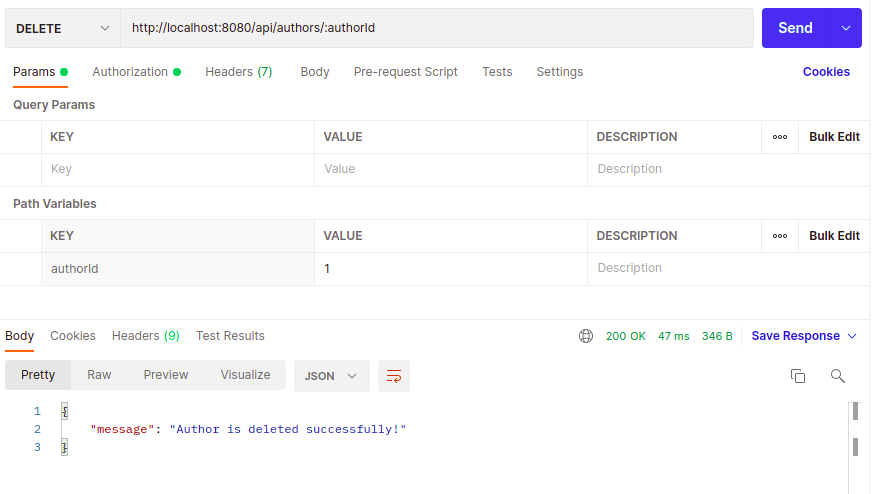 DELETE http://localhost:8080/api/authors/:authorId Send
Params Authorization Headers (7) Body Pre-request Script Tests Settings Cookies
Query Params
KEY VALUE DESCRIPTION Bulk Edit
Key Value Description
Path Variables
KEY VALUE DESCRIPTION Bulk Edit
authorId 1 Description
Body Cookies Headers (9) Test Results 200 OK 47 ms 346 B Save Response
Pretty Raw Preview Visualize JSON
1 {
2 "message": "Author is deleted successfully!"
3 }